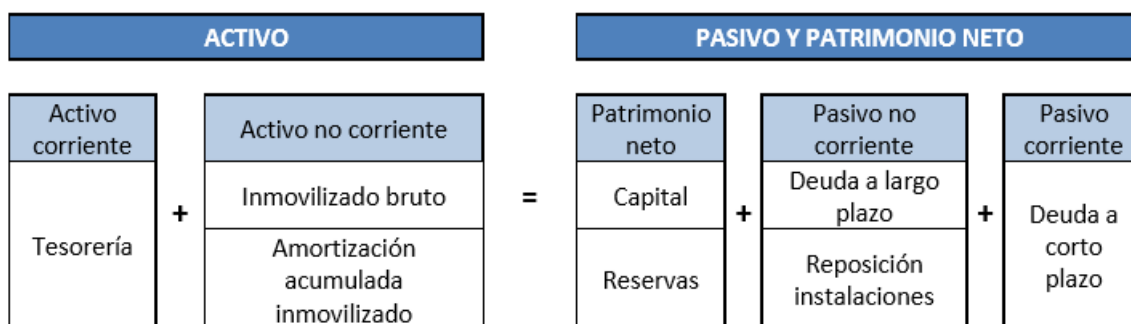 ACTIVO
PASIVO Y PATRIMONIO NETO
Activo
corriente
Activo no corriente
Patrimonio
neto
Pasivo no
corriente
Pasivo
corriente
Tesorería
+
Inmovilizado bruto
Amortización
acumulada
inmovilizado
=
Capital
Reservas
+
Deuda a largo
plazo
Reposición
instalaciones
+
Deuda a
corto
plazo